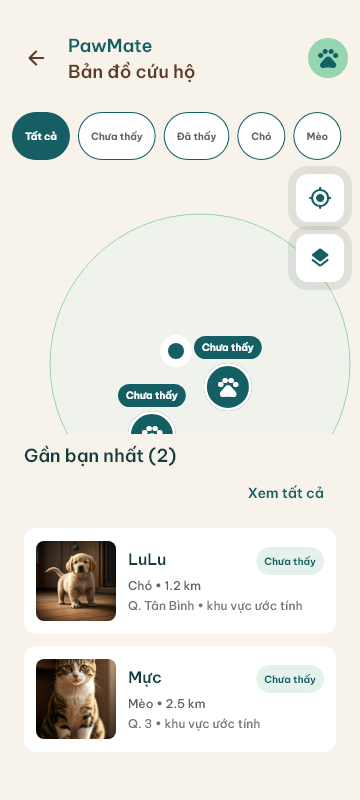 PawMate
Bản đồ cứu hộ
Tất cả
Chưa thấy
Đã thấy
Chó
Mèo
Chưa thấy
Chưa thấy
Gần bạn nhất (2)
Xem tất cả
LuLu
Chưa thấy
Chó • 1.2 km
Q. Tân Bình • khu vực ước tính
Mực
Chưa thấy
Mèo • 2.5 km
Q. 3 • khu vực ước tính